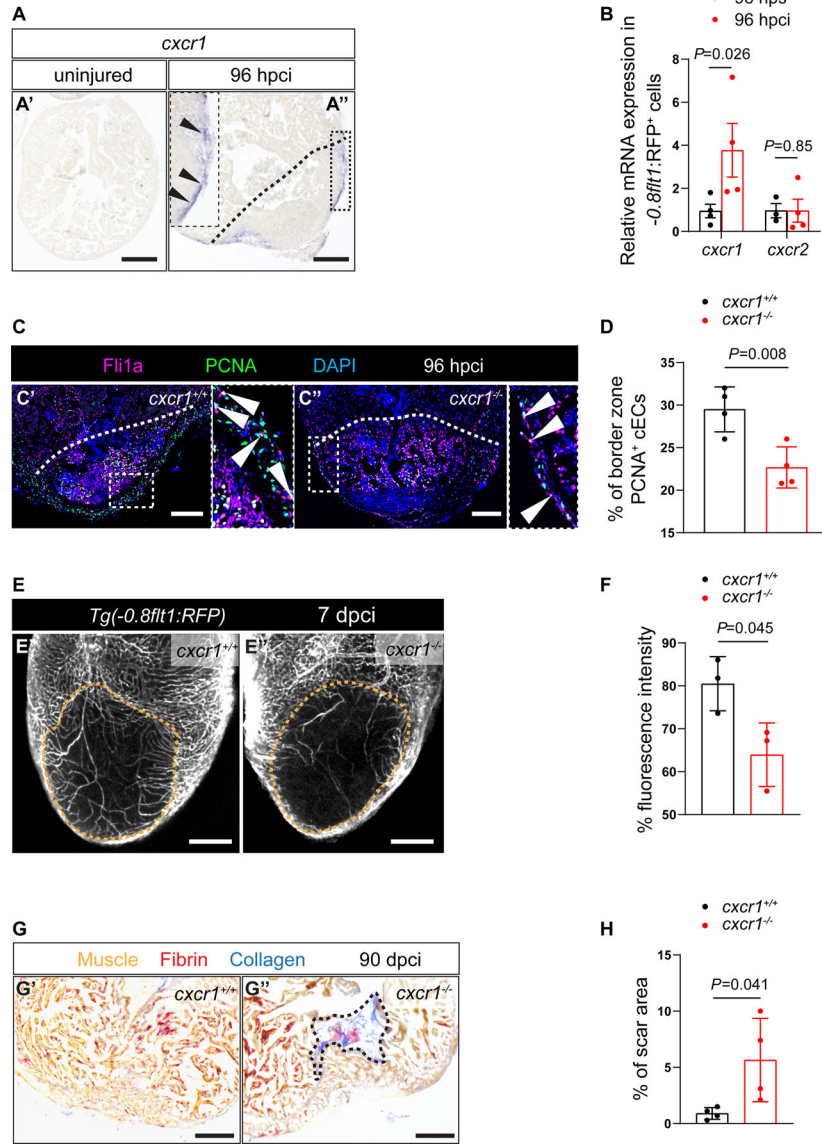 A
cxcr1
uninjured
96 hpci
A'
A''
B
96 hps
96 hpci
Relative mRNA expression in
-0.8flt1:RFP+ cells
8
6
4
2
0
P=0.026
P=0.85
cxcr1
cxcr2
C
Fli1a
PCNA
DAPI
96 hpci
C'
cxcr1+/+
C''
cxcr1-/-
D
cxcr1+/+
cxcr1-/-
% of border zone
PCNA+ cECs
35
30
25
20
15
P=0.008
E
Tg(-0.8flt1:RFP)
7 dpci
E'
cxcr1+/+
E''
cxcr1-/-
F
cxcr1+/+
cxcr1-/-
% fluorescence intensity
90
80
70
60
50
P=0.045
G
Muscle
Fibrin
Collagen
90 dpci
G'
cxcr1+/+
G''
cxcr1-/-
H
cxcr1+/+
cxcr1-/-
% of scar area
15
10
5
0
P=0.041